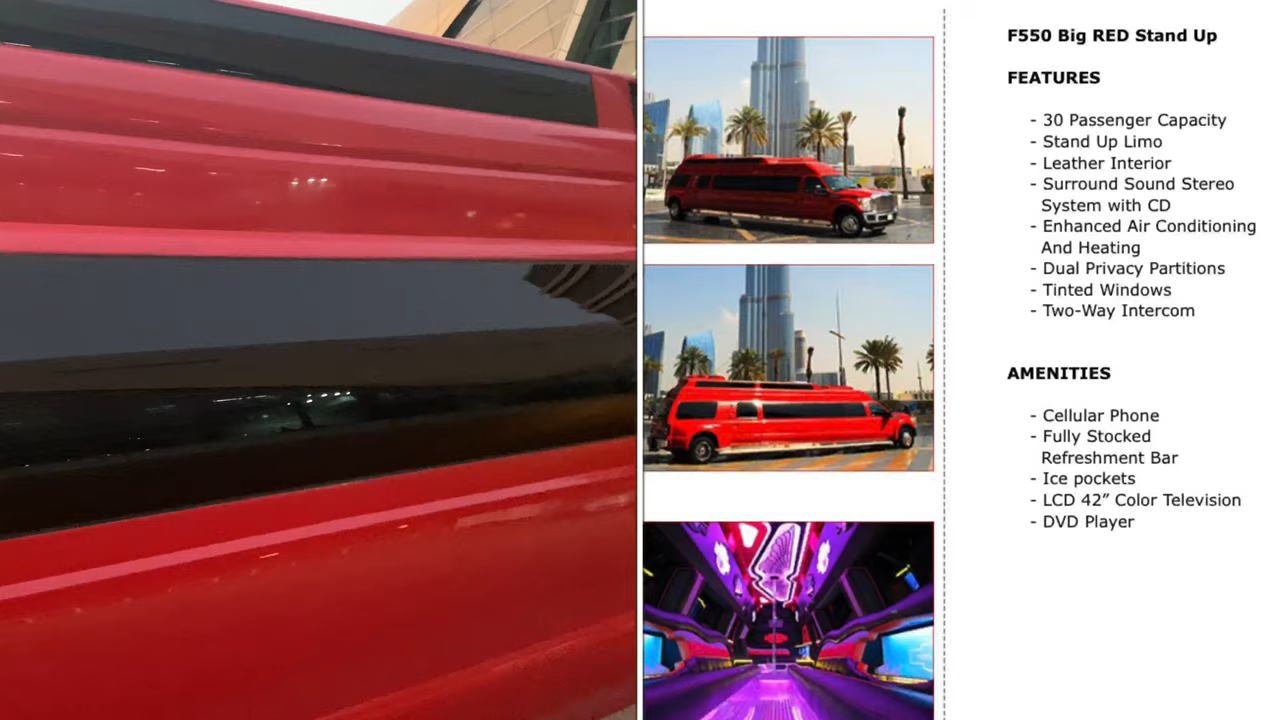 F550 Big RED Stand Up
FEATURES
- 30 Passenger Capacity
- Stand Up Limo
- Leather Interior
- Surround Sound Stereo
System with CD
- Enhanced Air Conditioning
And Heating
- Dual Privacy Partitions
- Tinted Windows
- Two-Way Intercom
AMENITIES
- Cellular Phone
- Fully Stocked
Refreshment Bar
- Ice pockets
- LCD 42” Color Television
- DVD Player